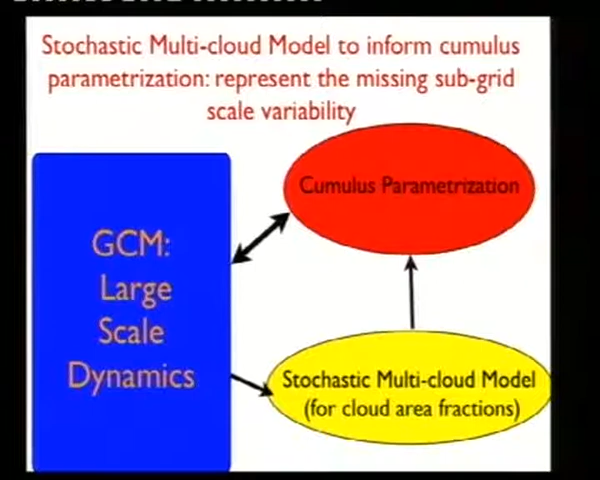 Stochastic Multi-cloud Model to inform cumulus
parametrization: represent the missing sub-grid
scale variability
Cumulus Parametrization
GCM:
Large
Scale
Dynamics
Stochastic Multi-cloud Model
(for cloud area fractions)